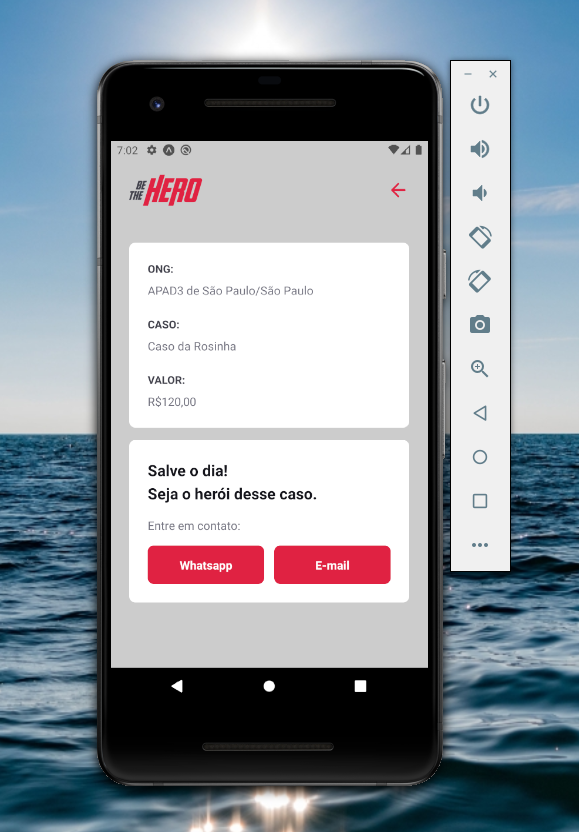 7:02
BE
THE HERO
ONG:
APAD3 de São Paulo/São Paulo
CASO:
Caso da Rosinha
VALOR:
R$120,00
Salve o dia!
Seja o herói desse caso.
Entre em contato:
Whatsapp
E-mail